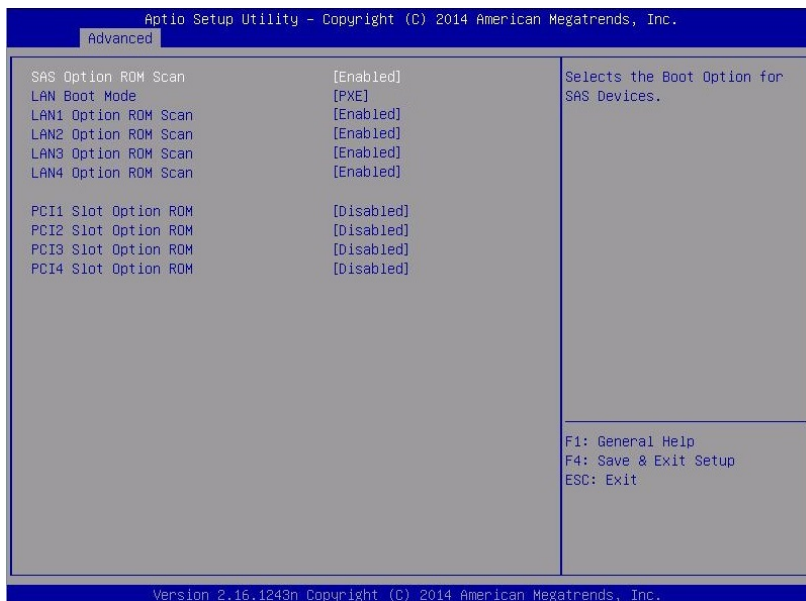 Aptio Setup Utility – Copyright (C) 2014 American Megatrends, Inc.
Advanced
SAS Option ROM Scan [Enabled]
LAN Boot Mode [PXE]
LAN1 Option ROM Scan [Enabled]
LAN2 Option ROM Scan [Enabled]
LAN3 Option ROM Scan [Enabled]
LAN4 Option ROM Scan [Enabled]
PCI1 Slot Option ROM [Disabled]
PCI2 Slot Option ROM [Disabled]
PCI3 Slot Option ROM [Disabled]
PCI4 Slot Option ROM [Disabled]
Selects the Boot Option for
SAS Devices.
F1: General Help
F4: Save & Exit Setup
ESC: Exit
Version 2.16.1243n Copyright (C) 2014 American Megatrends, Inc.